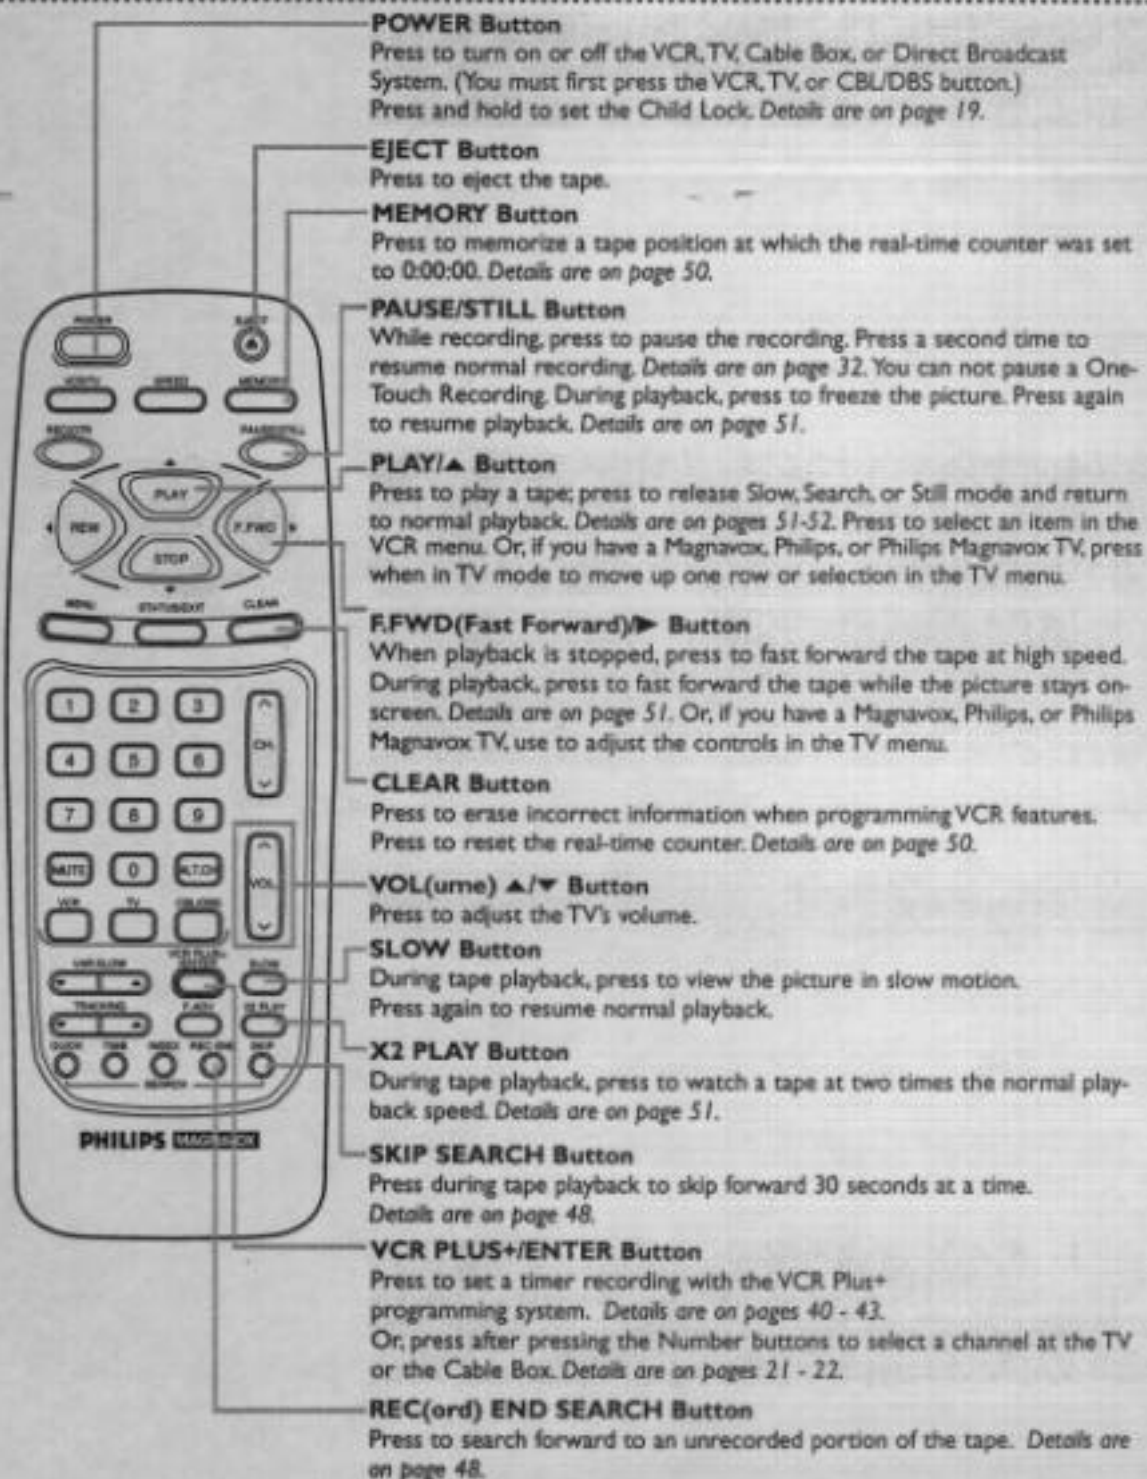 POWER Button
Press to turn on or off the VCR, TV, Cable Box, or Direct Broadcast
System. (You must first press the VCR, TV, or CBL/DBS button.)
Press and hold to set the Child Lock. Details are on page 19.
EJECT Button
Press to eject the tape.
MEMORY Button
Press to memorize a tape position at which the real-time counter was set
to 0:00:00. Details are on page 50.
PAUSE/STILL Button
While recording, press to pause the recording. Press a second time to
resume normal recording. Details are on page 32. You can not pause a One-
Touch Recording. During playback, press to freeze the picture. Press again
to resume playback. Details are on page 51.
PLAY/▲ Button
Press to play a tape; press to release Slow, Search, or Still mode and return
to normal playback. Details are on pages 51-52. Press to select an item in the
VCR menu. Or, if you have a Magnavox, Philips, or Philips Magnavox TV, press
when in TV mode to move up one row or selection in the TV menu.
F.FWD(Fast Forward)/▶ Button
When playback is stopped, press to fast forward the tape at high speed.
During playback, press to fast forward the tape while the picture stays on-
screen. Details are on page 51. Or, if you have a Magnavox, Philips, or Philips
Magnavox TV, use to adjust the controls in the TV menu.
CLEAR Button
Press to erase incorrect information when programming VCR features.
Press to reset the real-time counter. Details are on page 50.
VOL(ume) ▲/▼ Button
Press to adjust the TV's volume.
SLOW Button
During tape playback, press to view the picture in slow motion.
Press again to resume normal playback.
X2 PLAY Button
During tape playback, press to watch a tape at two times the normal play-
back speed. Details are on page 51.
SKIP SEARCH Button
Press during tape playback to skip forward 30 seconds at a time.
Details are on page 48.
VCR PLUS+/ENTER Button
Press to set a timer recording with the VCR Plus+
programming system. Details are on pages 40 - 43.
Or, press after pressing the Number buttons to select a channel at the TV
or the Cable Box. Details are on pages 21 - 22.
REC(ord) END SEARCH Button
Press to search forward to an unrecorded portion of the tape. Details are
on page 48.
POWER EJECT
VCR/TV SPEED MEMORY
REC/OTR PAUSE/STILL
PLAY
REW F.FWD
STOP
MENU STATUS/EXIT CLEAR
1 2 3
CH.
4 5 6
7 8 9
MUTE 0 ALT.CH
VOL.
VCR TV CBL/DBS
VAR.SLOW VCR PLUS+ SLOW
TRACKING F.ADV X2 PLAY
QUICK TIME INDEX REC END SKIP
SEARCH
PHILIPS MAGNAVOX